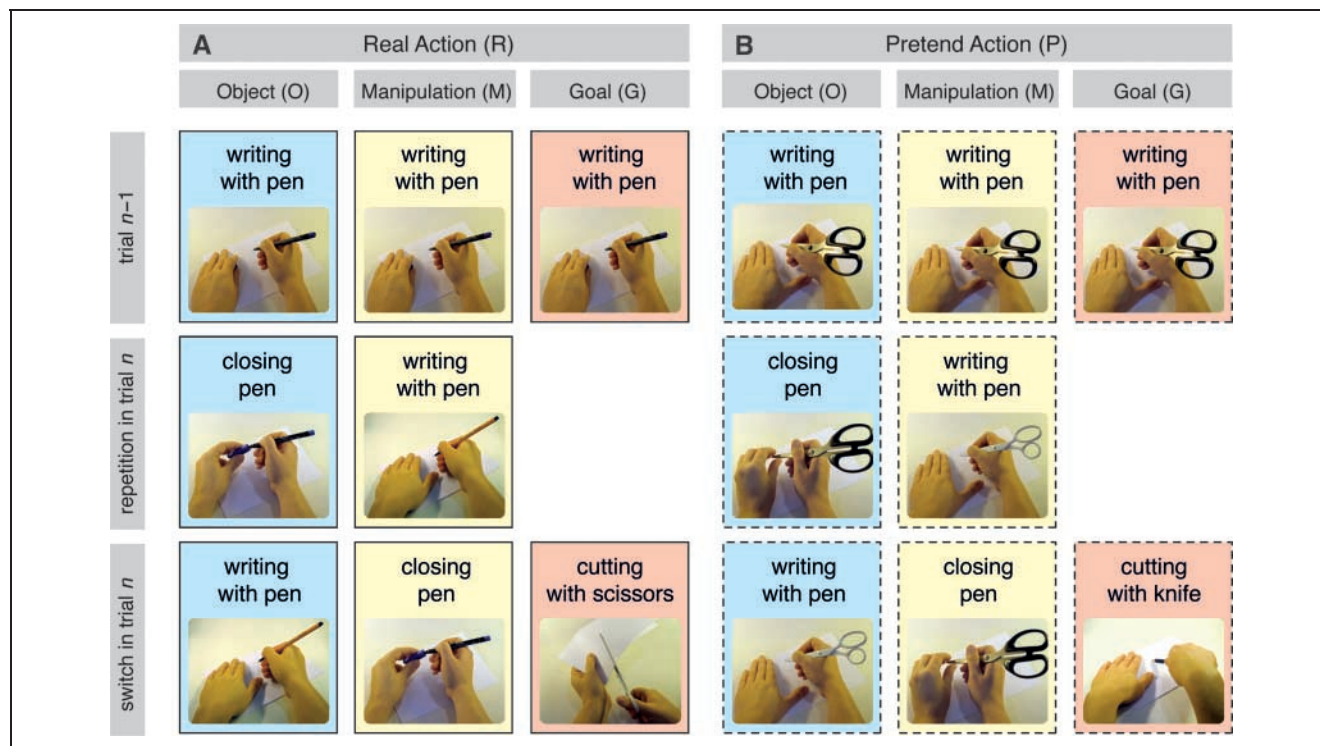 A Real Action (R)
B Pretend Action (P)
Object (O) Manipulation (M) Goal (G) Object (O) Manipulation (M) Goal (G)
trial n−1
writing
with pen
writing
with pen
writing
with pen
writing
with pen
writing
with pen
writing
with pen
repetition in trial n
closing
pen
writing
with pen
closing
pen
writing
with pen
switch in trial n
writing
with pen
closing
pen
cutting
with scissors
writing
with pen
closing
pen
cutting
with knife